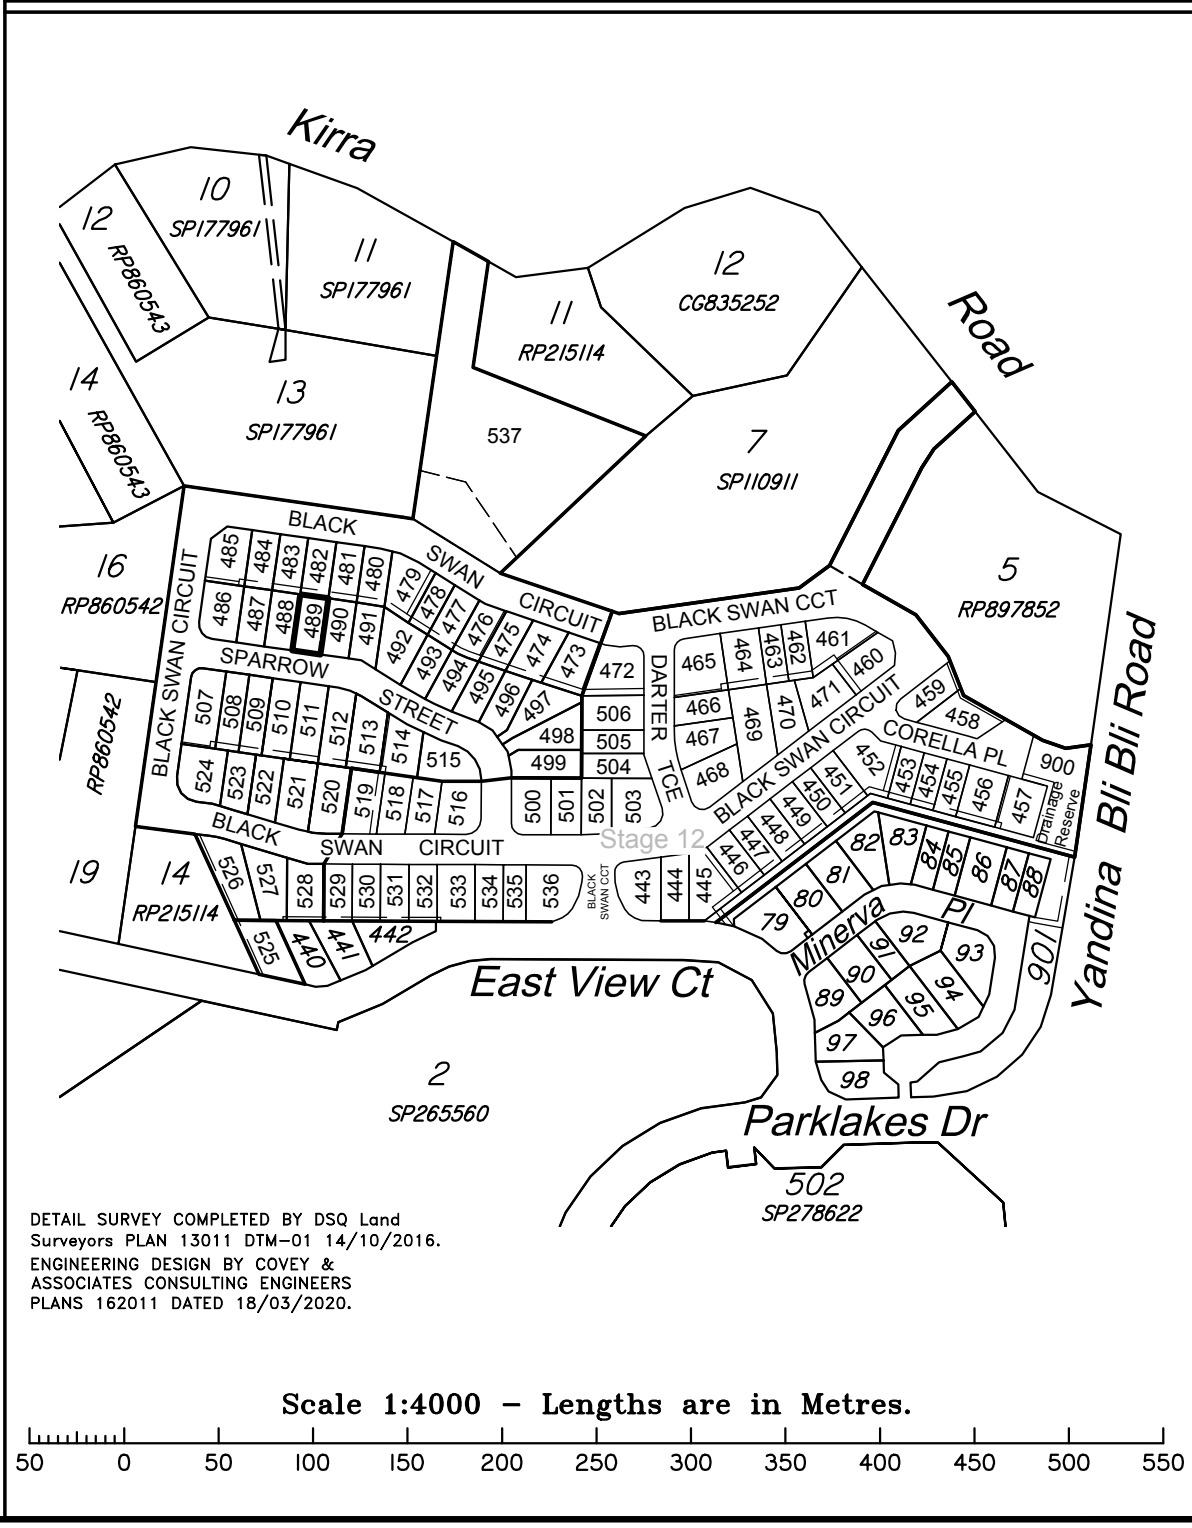 Kirra
10
SP177961
12
RP860543
11
SP177961
12
CG835252
Road
11
RP215114
14
RP860543
13
SP177961
537
7
SP110911
5
RP897852
16
RP860542
BLACK
SWAN
CIRCUIT
BLACK SWAN CCT
BLACK SWAN CIRCUIT
485
484
483
482
481
480
479
478
477
476
475
474
473
472
486
487
488
489
490
491
492
493
494
495
496
497
498
499
SPARROW
STREET
DARTER
TCE
465
464
463
462
461
460
459
458
466
467
468
469
470
471
506
505
504
507
508
509
510
511
512
513
514
515
BLACK SWAN CIRCUIT
CORELLA PL
900
Drainage
Reserve
RP860542
524
523
522
521
520
519
518
517
516
500
501
502
503
446
447
448
449
450
451
452
453
454
455
456
457
Yandina Bli Bli Road
BLACK
SWAN
CIRCUIT
Stage 12
19
14
RP215114
526
527
528
529
530
531
532
533
534
535
536
BLACK
SWAN CCT
443
444
445
525
440
441
442
79
80
81
82
83
84
85
86
87
88
Minerva
Pl
89
90
91
92
93
94
95
96
97
98
901
East View Ct
2
SP265560
Parklakes Dr
502
SP278622
DETAIL SURVEY COMPLETED BY DSQ Land
Surveyors PLAN 13011 DTM-01 14/10/2016.
ENGINEERING DESIGN BY COVEY &
ASSOCIATES CONSULTING ENGINEERS
PLANS 162011 DATED 18/03/2020.
Scale 1:4000 - Lengths are in Metres.
50 0 50 100 150 200 250 300 350 400 450 500 550